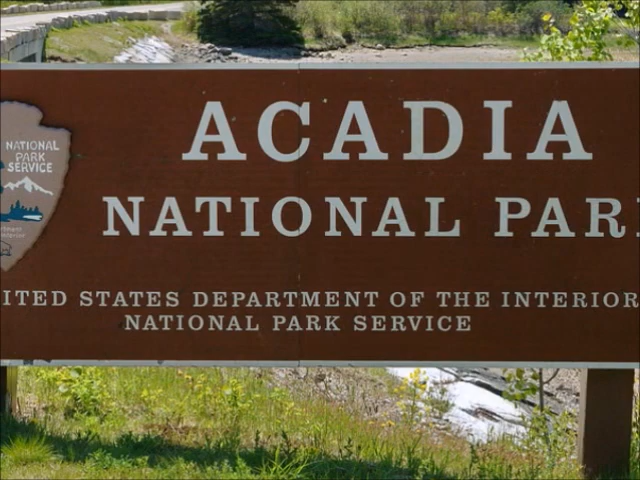 ACADIA
NATIONAL PAR
NATIONAL
PARK
SERVICE
ITED STATES DEPARTMENT OF THE INTERIOR
NATIONAL PARK SERVICE